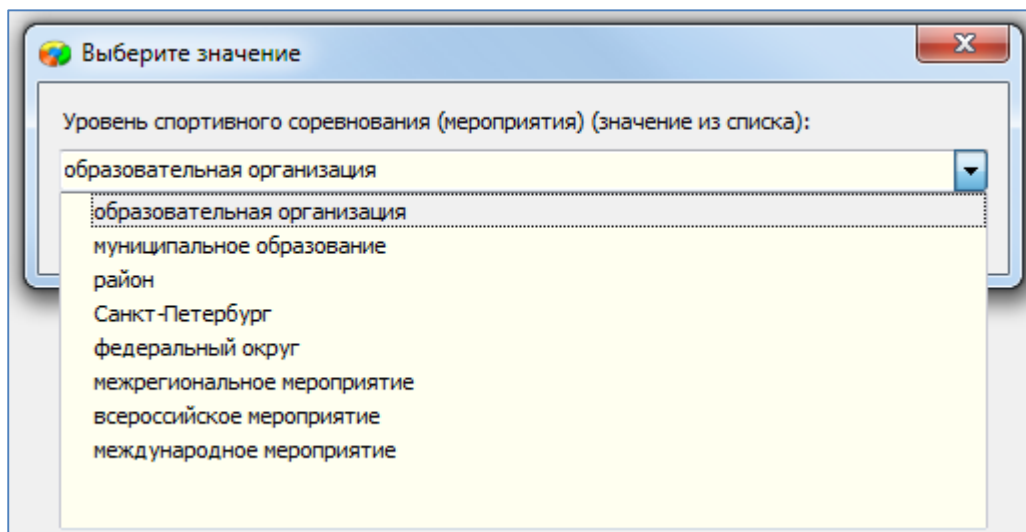 Выберите значение
Уровень спортивного соревнования (мероприятия) (значение из списка):
образовательная организация
образовательная организация
муниципальное образование
район
Санкт-Петербург
федеральный округ
межрегиональное мероприятие
всероссийское мероприятие
международное мероприятие